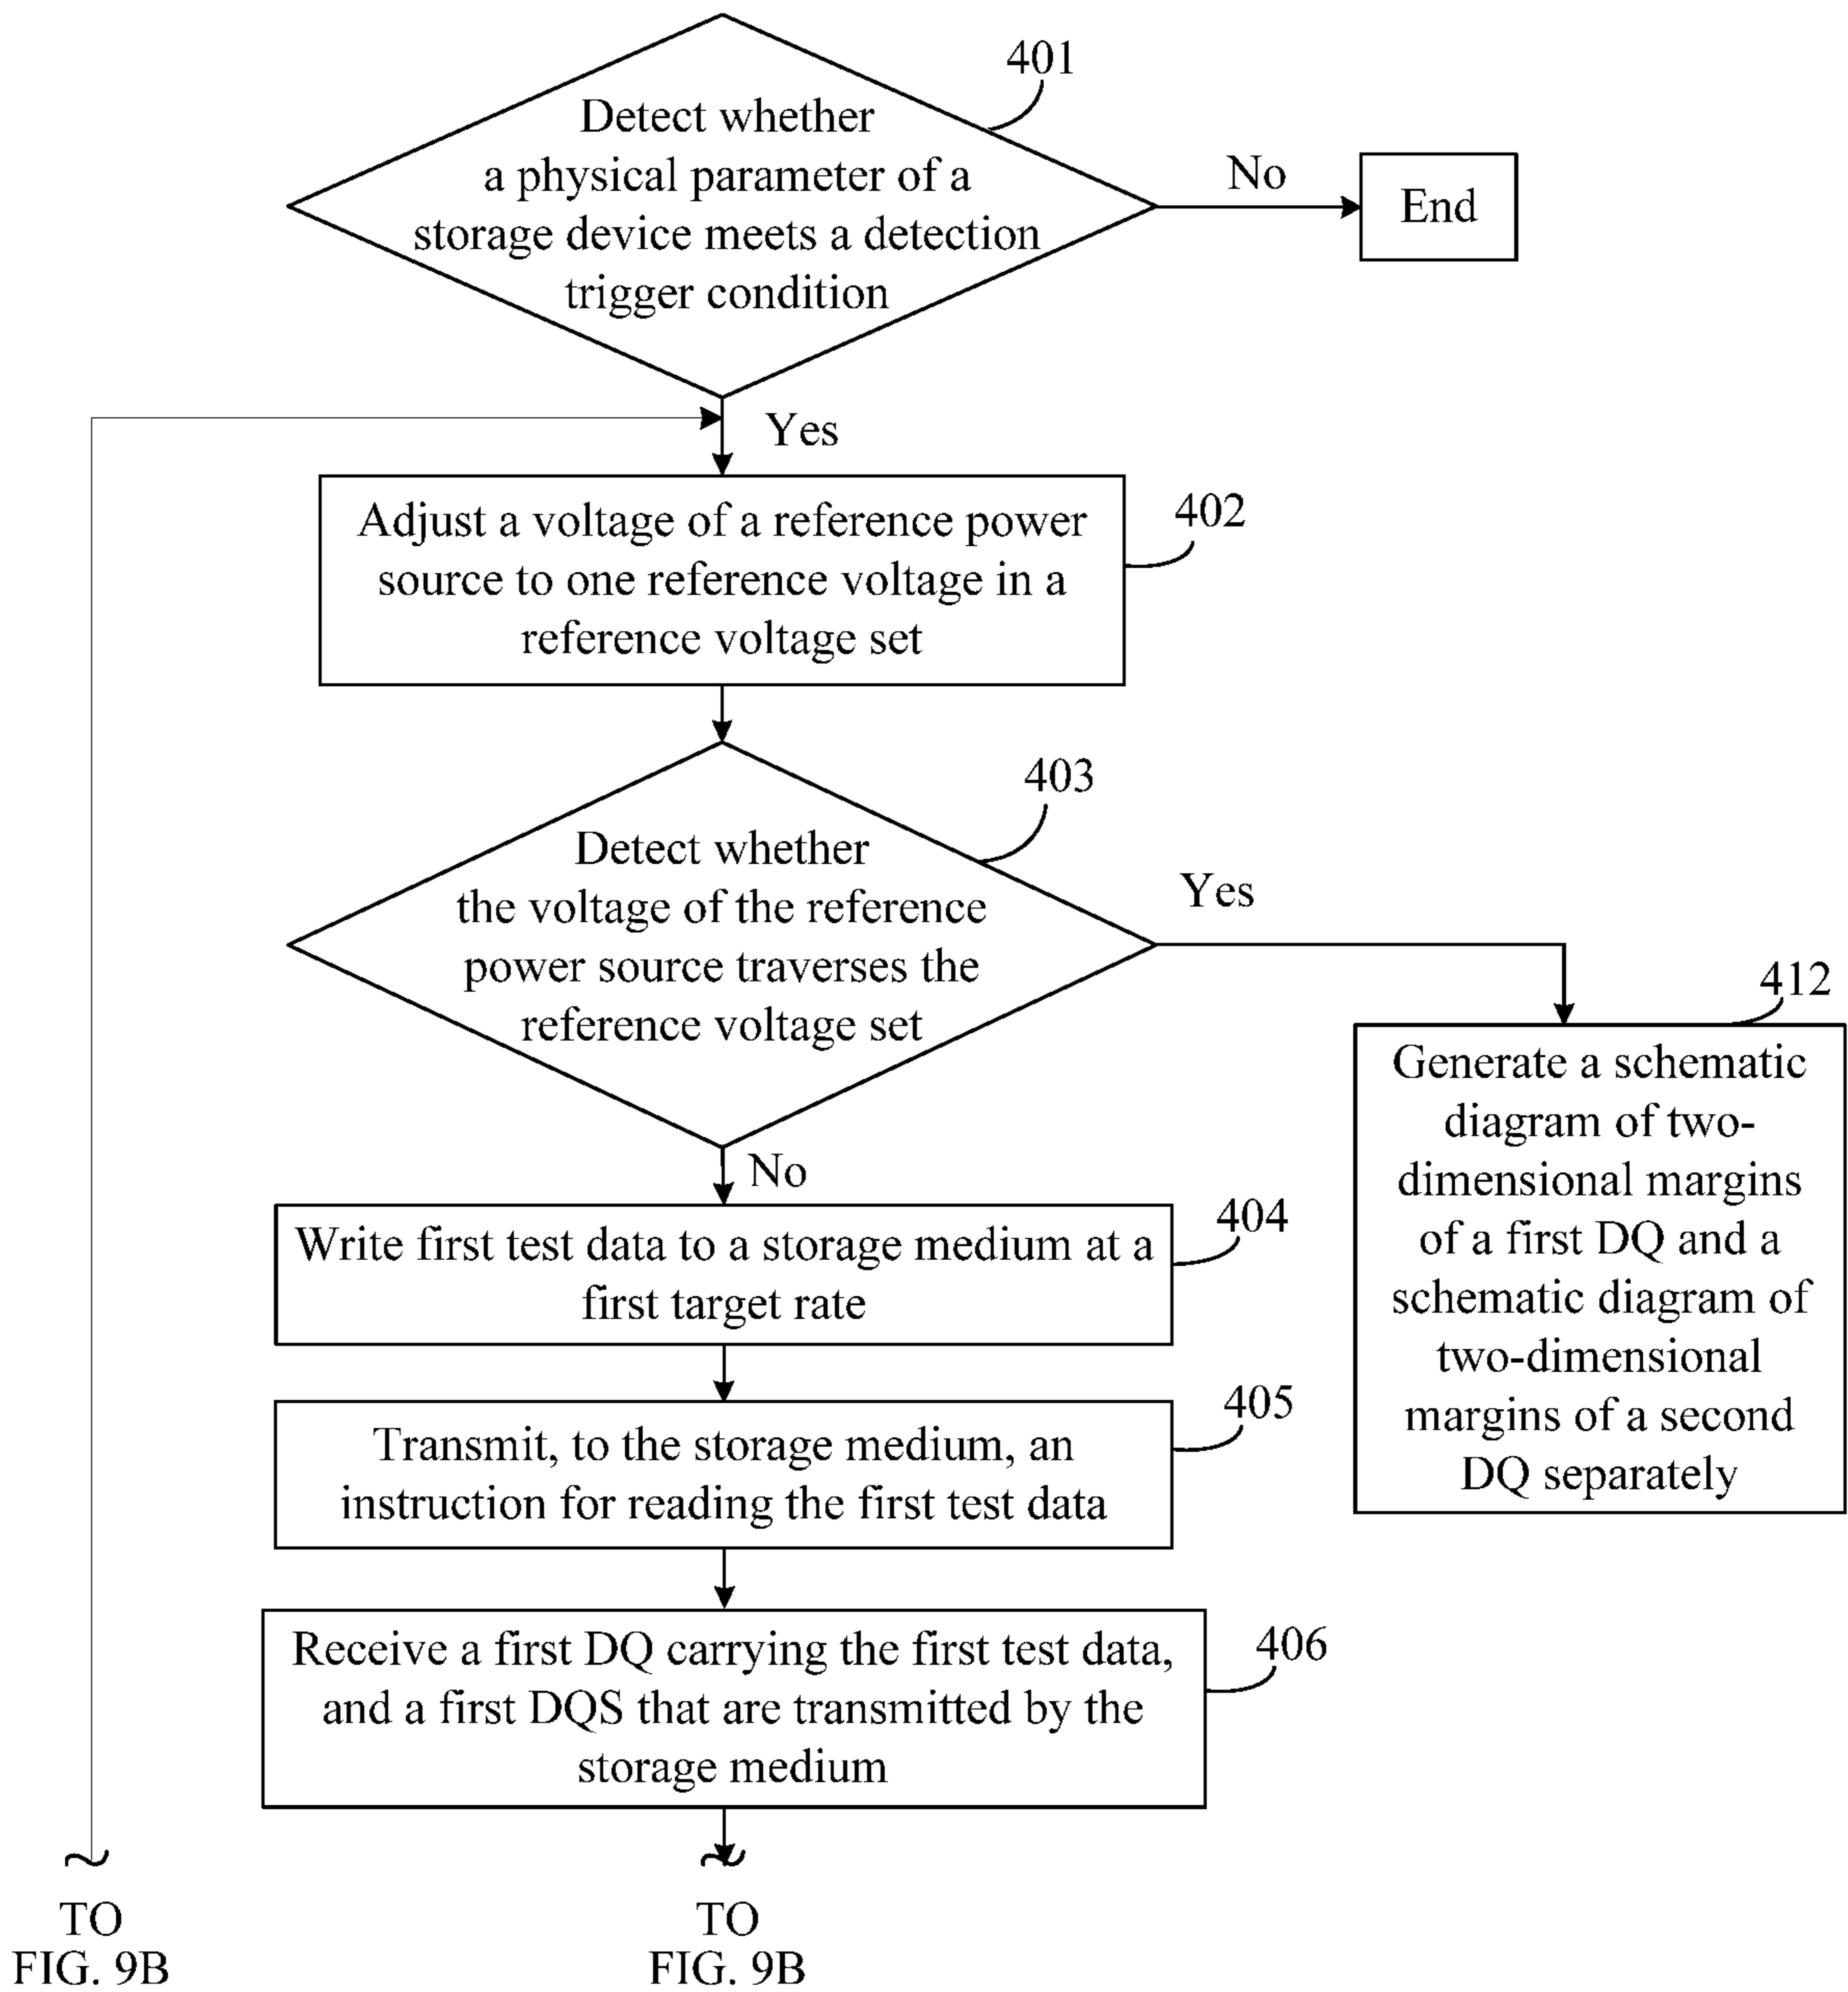 401
Detect whether
a physical parameter of a
storage device meets a detection
trigger condition
No
End
Yes
402
Adjust a voltage of a reference power
source to one reference voltage in a
reference voltage set
403
Detect whether
the voltage of the reference
power source traverses the
reference voltage set
Yes
412
Generate a schematic
diagram of two-
dimensional margins
of a first DQ and a
schematic diagram of
two-dimensional
margins of a second
DQ separately
No
404
Write first test data to a storage medium at a
first target rate
405
Transmit, to the storage medium, an
instruction for reading the first test data
406
Receive a first DQ carrying the first test data,
and a first DQS that are transmitted by the
storage medium
TO
FIG. 9B
TO
FIG. 9B